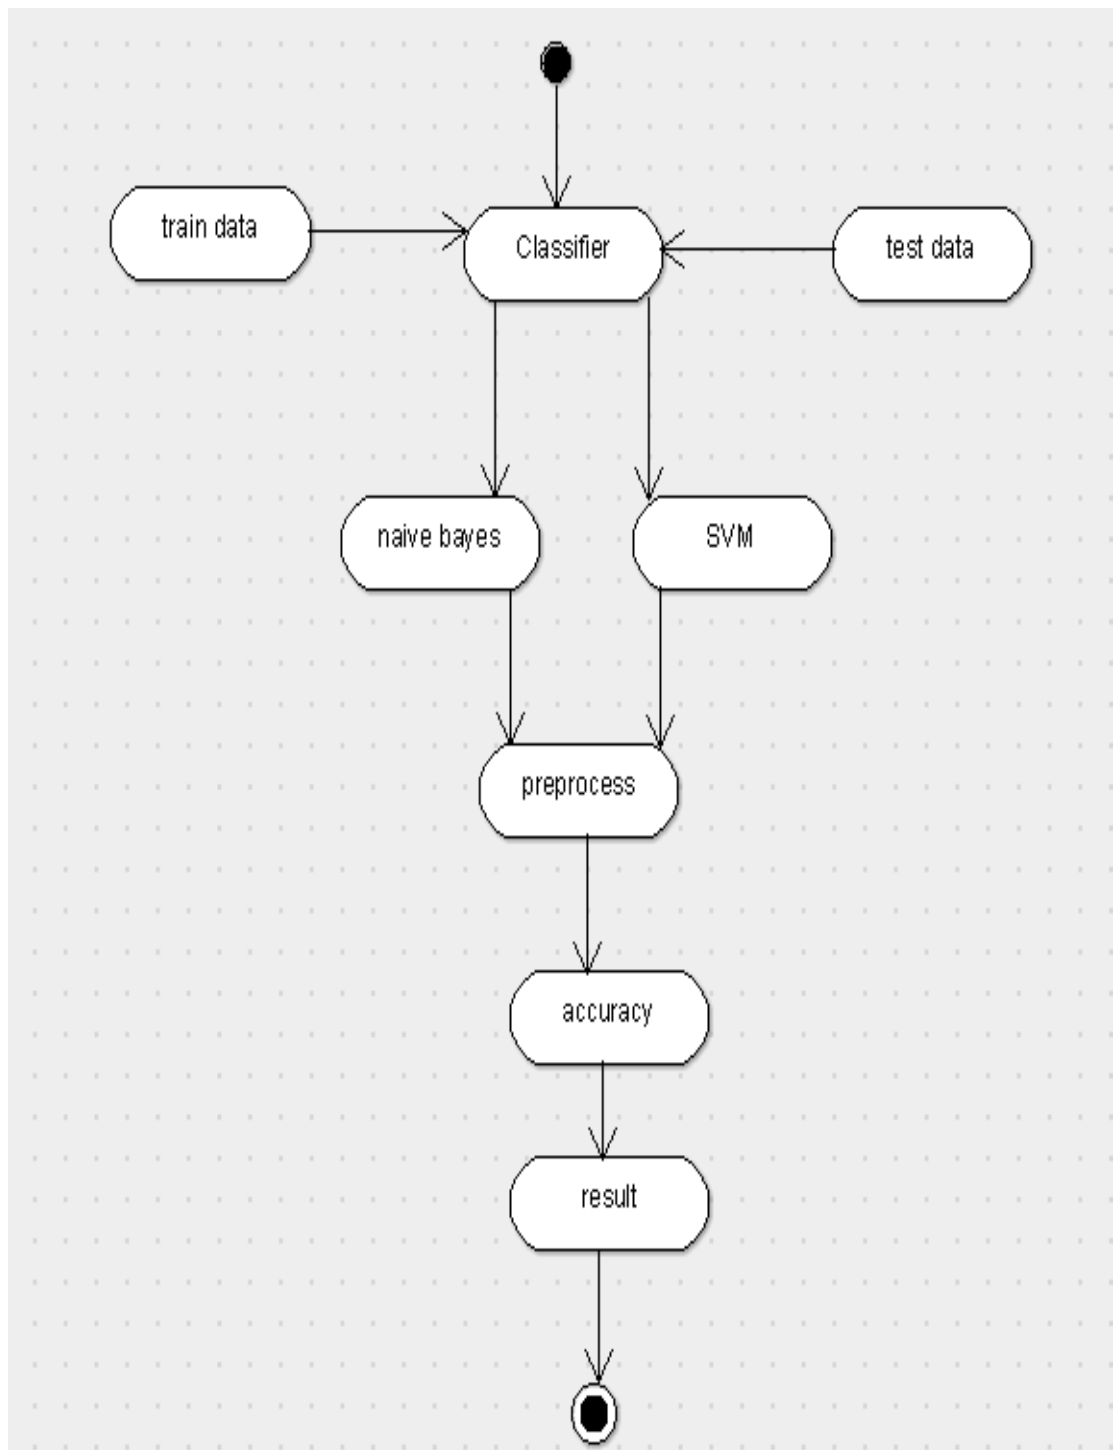 train data
Classifier
test data
naive bayes
SVM
preprocess
accuracy
result